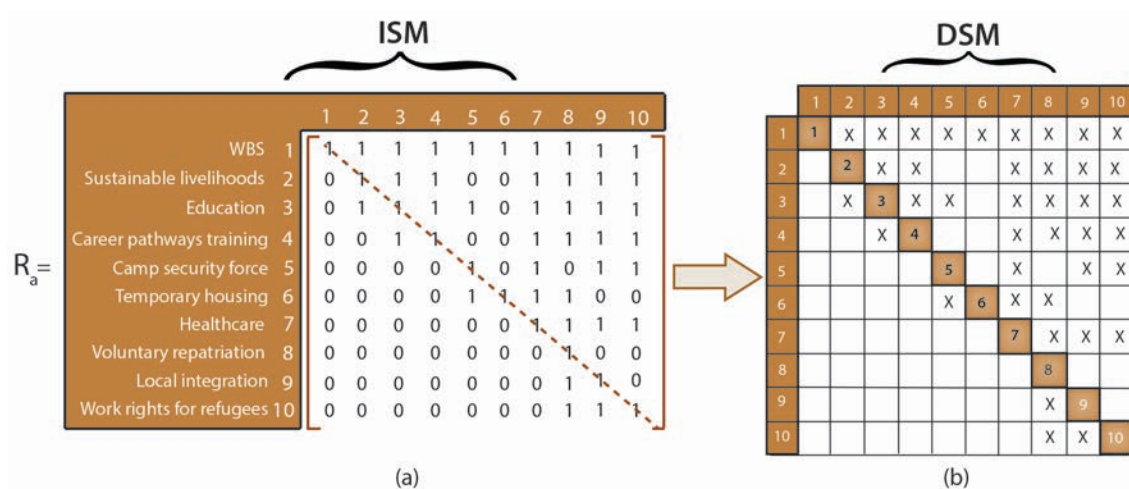 ISM
1 2 3 4 5 6 7 8 9 10
WBS 1 1 1 1 1 1 1 1 1 1 1
Sustainable livelihoods 2 0 1 1 1 0 0 1 1 1 1
Education 3 0 1 1 1 1 0 1 1 1 1
Career pathways training 4 0 0 1 1 0 0 1 1 1 1
Camp security force 5 0 0 0 0 1 0 1 0 1 1
Temporary housing 6 0 0 0 0 1 1 1 1 0 0
Healthcare 7 0 0 0 0 0 0 1 1 1 1
Voluntary repatriation 8 0 0 0 0 0 0 0 1 0 0
Local integration 9 0 0 0 0 0 0 0 1 1 0
Work rights for refugees 10 0 0 0 0 0 0 0 1 1 1
Ra=
(a)
DSM
1 2 3 4 5 6 7 8 9 10
1 1 X X X X X X X X X
2 2 X X X X X X
3 X 3 X X X X X X
4 X 4 X X X X
5 5 X X X
6 X 6 X X
7 7 X X X
8 8
9 X 9
10 X X 10
(b)